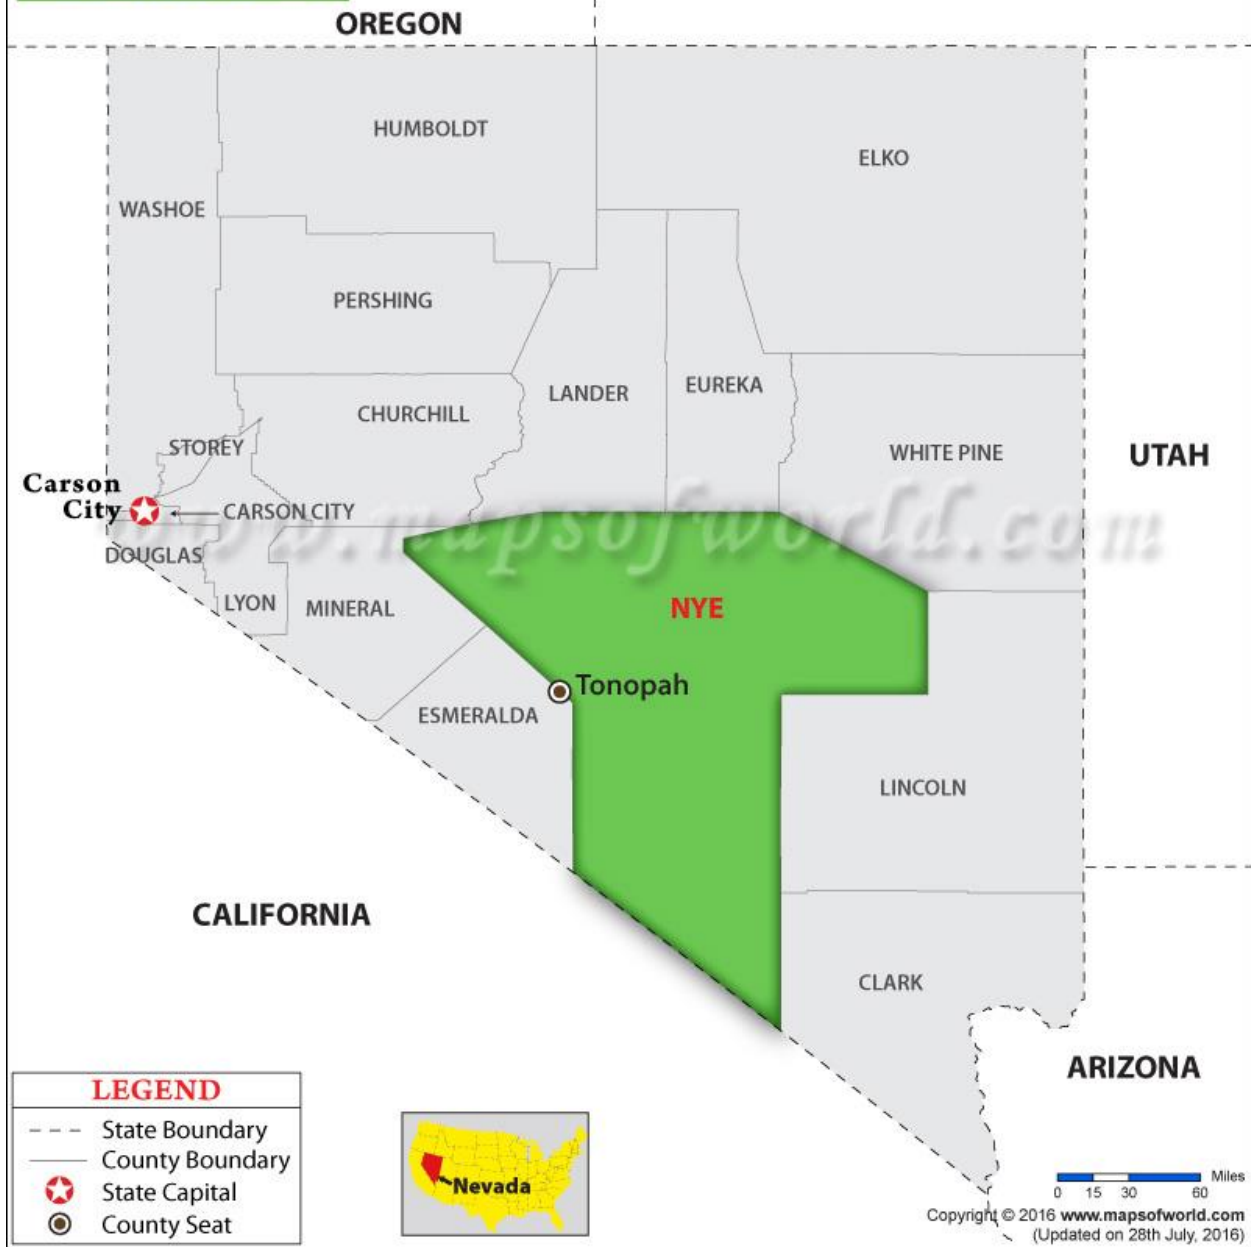 OREGON
HUMBOLDT
ELKO
WASHOE
PERSHING
LANDER
EUREKA
CHURCHILL
STOREY
WHITE PINE
UTAH
Carson
City
CARSON CITY
www.mapsofworld.com
DOUGLAS
LYON
MINERAL
NYE
Tonopah
ESMERALDA
LINCOLN
CALIFORNIA
CLARK
ARIZONA
LEGEND
State Boundary
County Boundary
State Capital
County Seat
Nevada
Miles
0 15 30 60
Copyright © 2016 www.mapsofworld.com
(Updated on 28th July, 2016)